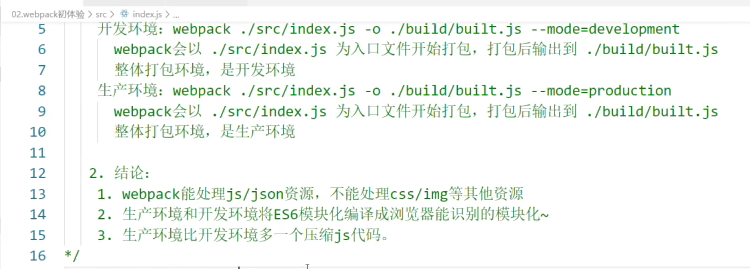 02.webpack初体验 > src > index.js > ...
5 开发环境: webpack ./src/index.js -o ./build/built.js --mode=development
6 webpack会以 ./src/index.js 为入口文件开始打包，打包后输出到 ./build/built.js
7 整体打包环境，是开发环境
8 生产环境: webpack ./src/index.js -o ./build/built.js --mode=production
9 webpack会以 ./src/index.js 为入口文件开始打包，打包后输出到 ./build/built.js
10 整体打包环境，是生产环境
11
12 2. 结论:
13 1. webpack能处理js/json资源，不能处理css/img等其他资源
14 2. 生产环境和开发环境将ES6模块化编译成浏览器能识别的模块化~
15 3. 生产环境比开发环境多一个压缩js代码。
16 */